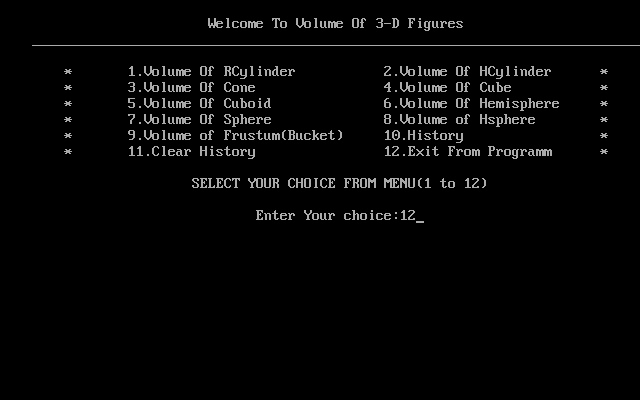 Welcome To Volume Of 3-D Figures
* 1.Volume Of RCylinder 2.Volume Of HCylinder *
* 3.Volume Of Cone 4.Volume Of Cube *
* 5.Volume Of Cuboid 6.Volume Of Hemisphere *
* 7.Volume Of Sphere 8.Volume of Hsphere *
* 9.Volume of Frustum(Bucket) 10.History *
* 11.Clear History 12.Exit From Programm *
SELECT YOUR CHOICE FROM MENU(1 to 12)
Enter Your choice:12_